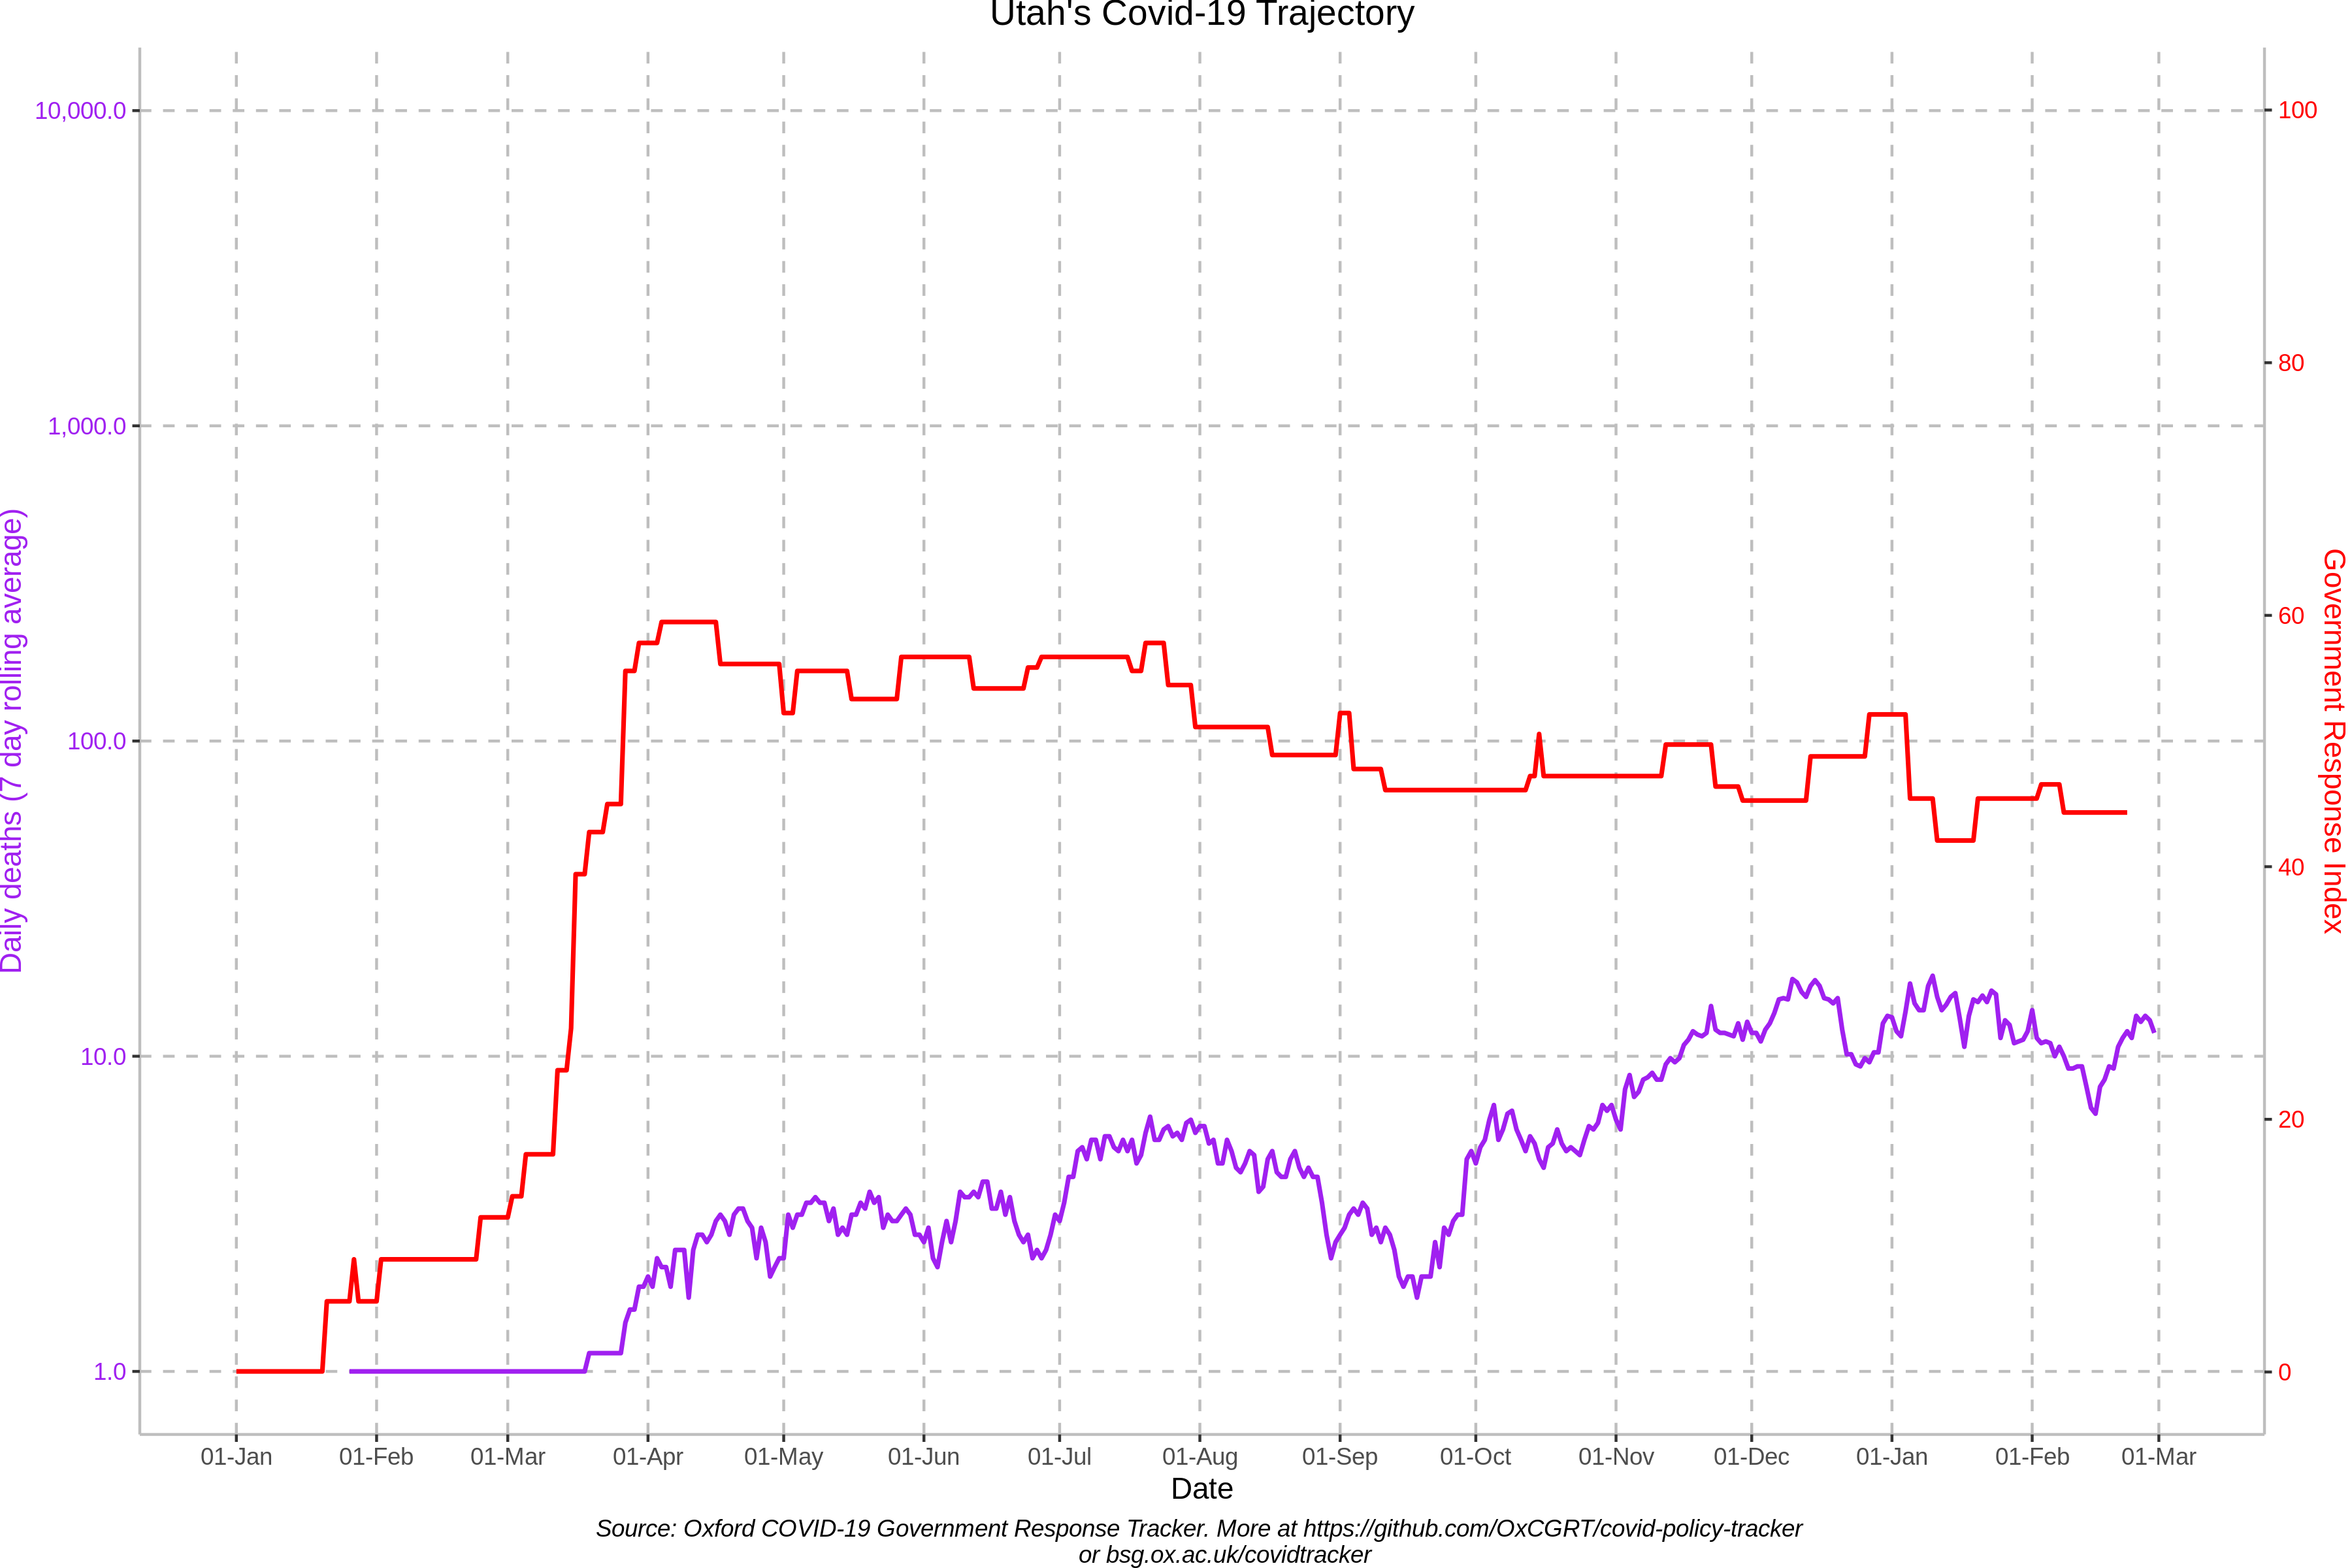 Utah's Covid-19 Trajectory
10,000.0
1,000.0
100.0
10.0
1.0
Daily deaths (7 day rolling average)
100
80
60
40
20
0
Government Response Index
01-Jan 01-Feb 01-Mar 01-Apr 01-May 01-Jun 01-Jul 01-Aug 01-Sep 01-Oct 01-Nov 01-Dec 01-Jan 01-Feb 01-Mar
Date
Source: Oxford COVID-19 Government Response Tracker. More at https://github.com/OxCGRT/covid-policy-tracker
or bsg.ox.ac.uk/covidtracker